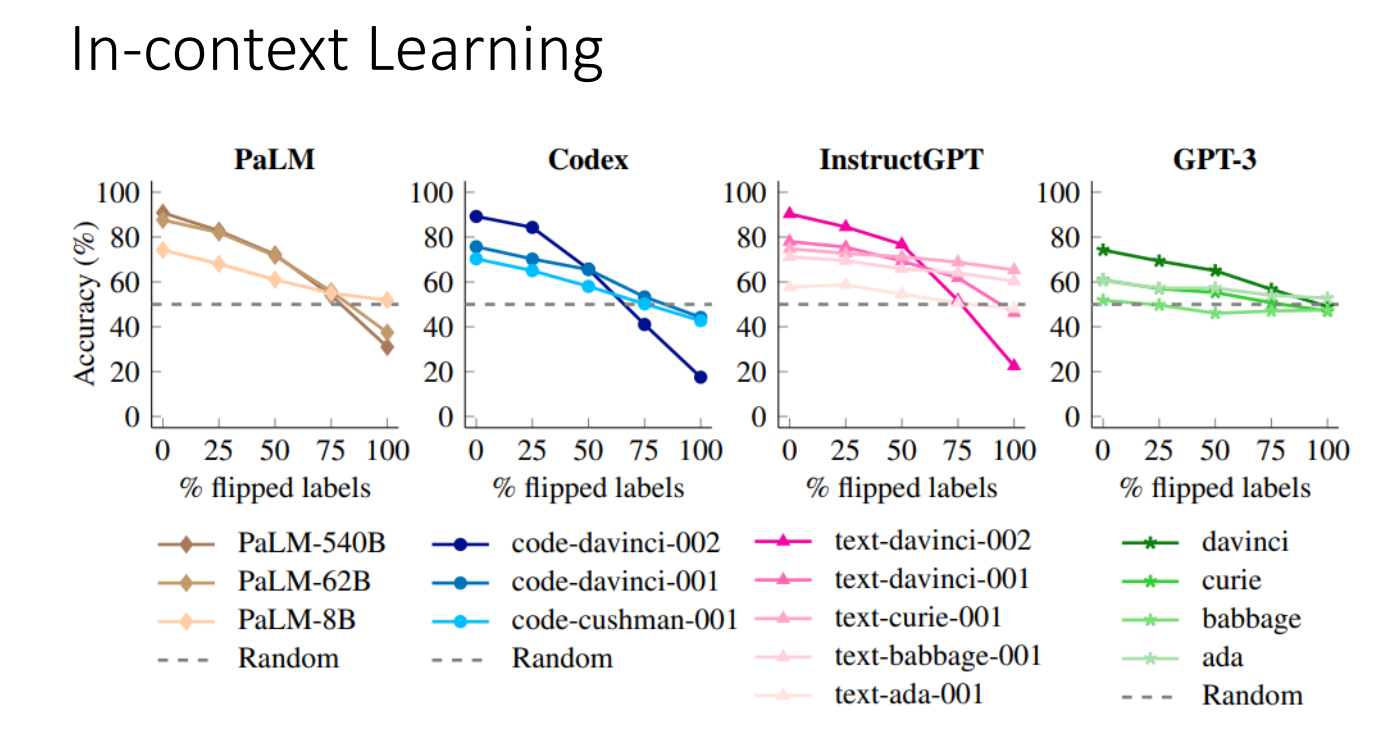 In-context Learning
PaLM
Codex
InstructGPT
GPT-3
Accuracy (%)
100
80
60
40
20
0
0 25 50 75 100
% flipped labels
100
80
60
40
20
0
0 25 50 75 100
% flipped labels
100
80
60
40
20
0
0 25 50 75 100
% flipped labels
100
80
60
40
20
0
0 25 50 75 100
% flipped labels
PaLM-540B
PaLM-62B
PaLM-8B
Random
code-davinci-002
code-davinci-001
code-cushman-001
Random
text-davinci-002
text-davinci-001
text-curie-001
text-babbage-001
text-ada-001
davinci
curie
babbage
ada
Random